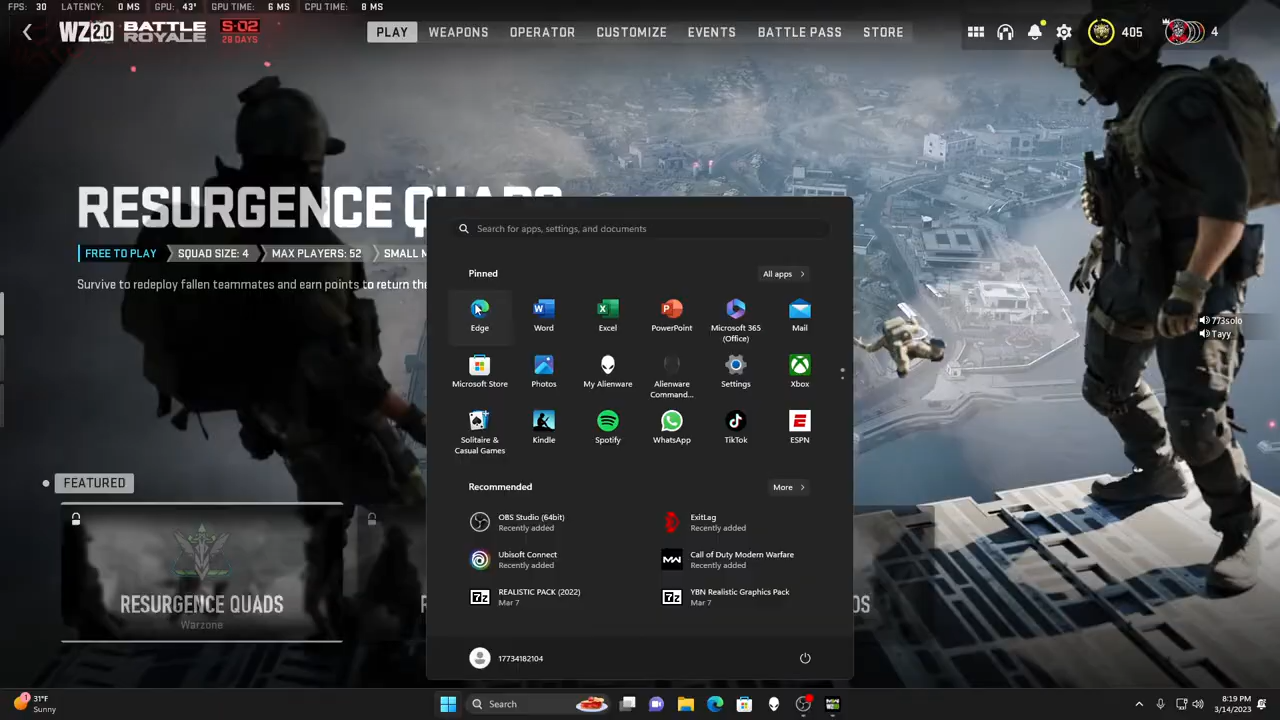 FPS: 30 LATENCY: 0 MS GPU: 43° GPU TIME: 6 MS CPU TIME: 8 MS
WZ2.0 BATTLE ROYALE S-02 28 DAYS
PLAY WEAPONS OPERATOR CUSTOMIZE EVENTS BATTLE PASS STORE
405 4
RESURGENCE Q
FREE TO PLAY SQUAD SIZE: 4 MAX PLAYERS: 52 SMALL M
Survive to redeploy fallen teammates and earn points to return the
Search for apps, settings, and documents
Pinned All apps
Edge Word Excel PowerPoint Microsoft 365 (Office) Mail
773solo
Tayy
Microsoft Store Photos My Alienware Alienware Command... Settings Xbox
Solitaire & Casual Games Kindle Spotify WhatsApp TikTok ESPN
Recommended More
FEATURED
OBS Studio (64bit)
Recently added
ExitLag
Recently added
Ubisoft Connect
Recently added
Call of Duty Modern Warfare
Recently added
REALISTIC PACK (2022)
Mar 7
YBN Realistic Graphics Pack
Mar 7
RESURGENCE QUADS
Warzone
DS
17734182104
1 31°F
Sunny
Search
8:19 PM
3/14/2023